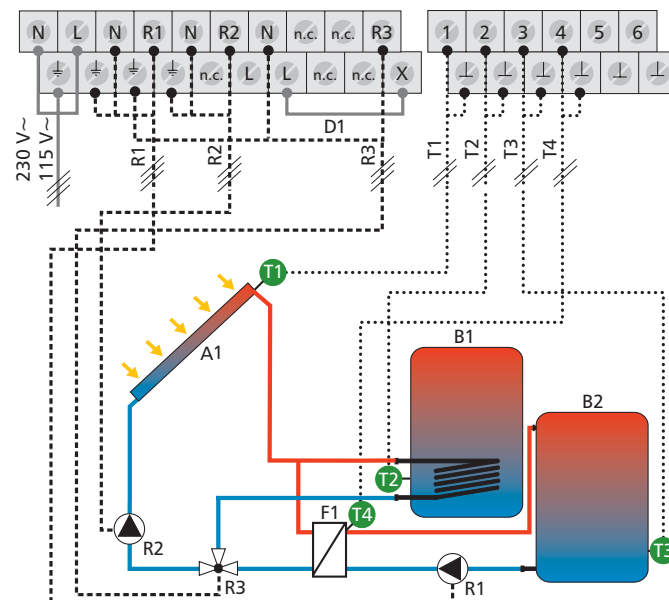 N L N R1 N R2 N n.c. n.c. R3
n.c. L L n.c. n.c. X
1 2 3 4 5 6
D1
230 V~
115 V~
R1
R2
R3
T1
T2
T3
T4
T1
A1
B1
B2
T2
F1
T4
R2
R3
R1
T3